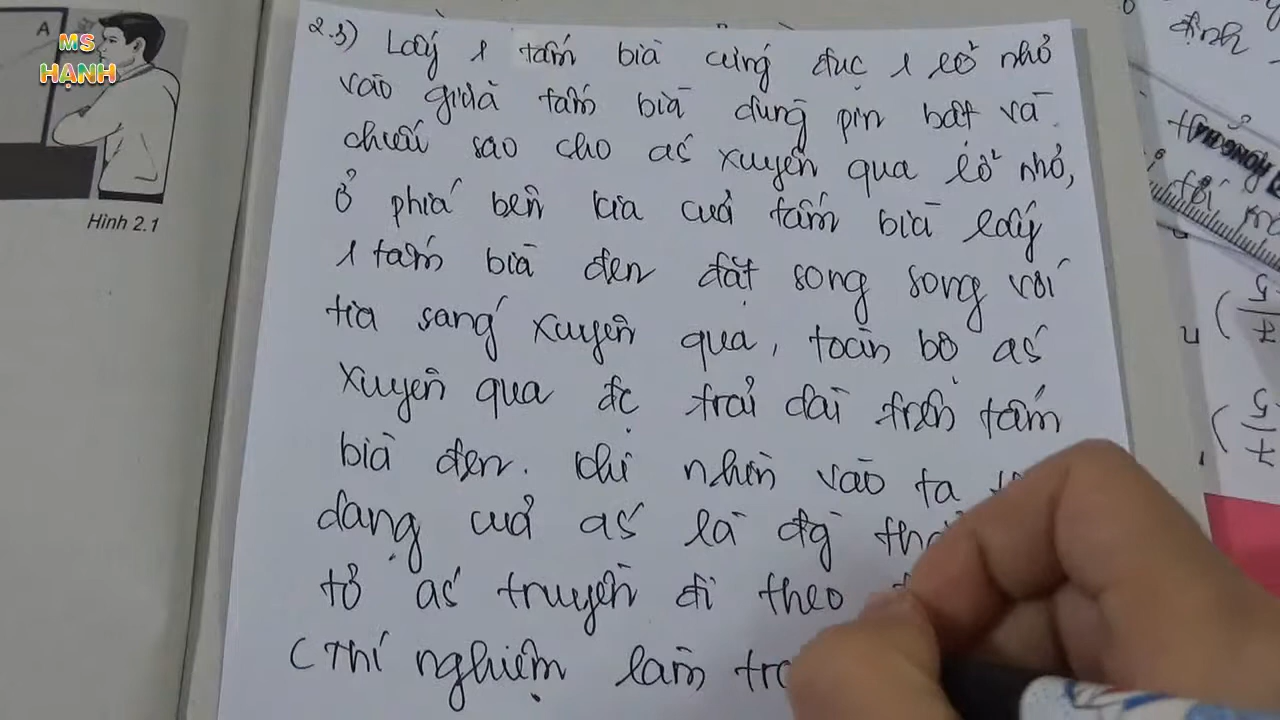 A
MS
HẠNH
Hình 2.1
2.3) Lấy 1 tấm bìa cứng đục 1 lỗ nhỏ
vào giữa tấm bìa dùng pin bật và
chiếu sao cho as' xuyên qua lỗ nhỏ,
Ở phía bên kia của tấm bìa lấy
1 tấm bìa đen đặt song song với
tia sáng xuyên qua, toàn bộ as'
xuyên qua đc trải dài trên tấm
bìa đen. Khi nhìn vào ta
dạng của as' là đg
tỏ as' truyền đi theo
(Thí nghiệm làm
định